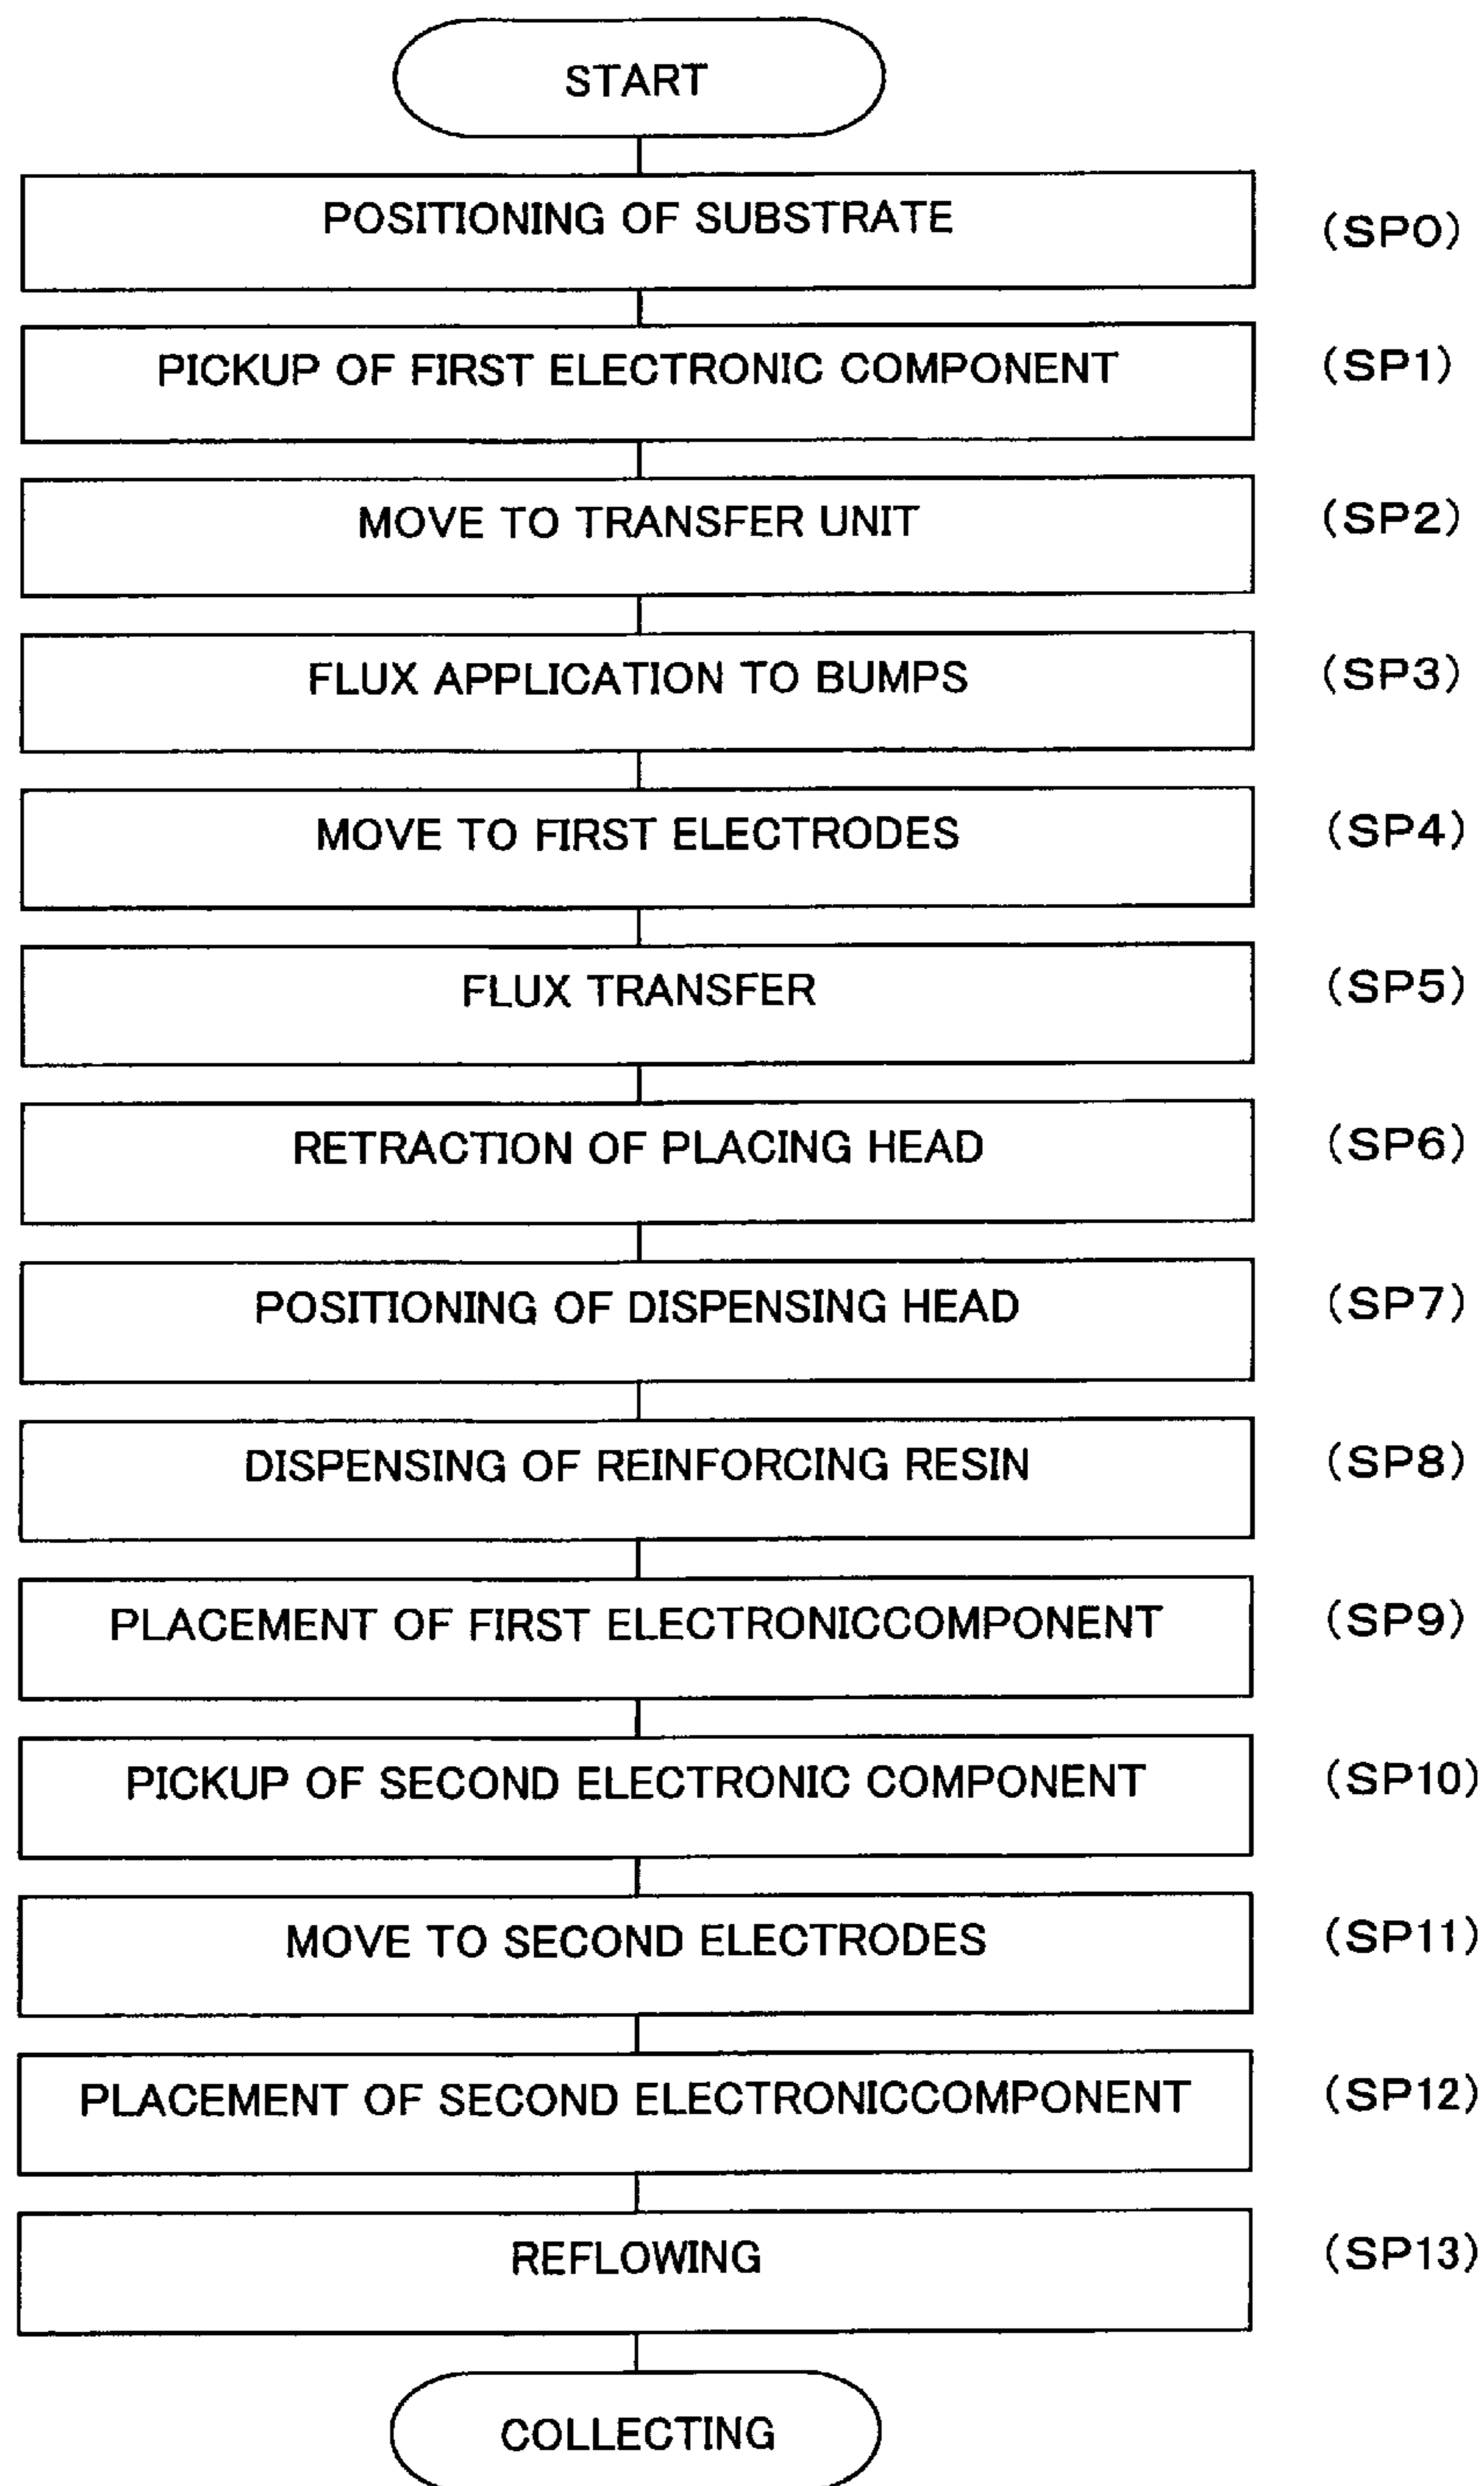 START
POSITIONING OF SUBSTRATE (SP0)
PICKUP OF FIRST ELECTRONIC COMPONENT (SP1)
MOVE TO TRANSFER UNIT (SP2)
FLUX APPLICATION TO BUMPS (SP3)
MOVE TO FIRST ELECTRODES (SP4)
FLUX TRANSFER (SP5)
RETRACTION OF PLACING HEAD (SP6)
POSITIONING OF DISPENSING HEAD (SP7)
DISPENSING OF REINFORCING RESIN (SP8)
PLACEMENT OF FIRST ELECTRONICCOMPONENT (SP9)
PICKUP OF SECOND ELECTRONIC COMPONENT (SP10)
MOVE TO SECOND ELECTRODES (SP11)
PLACEMENT OF SECOND ELECTRONICCOMPONENT (SP12)
REFLOWING (SP13)
COLLECTING